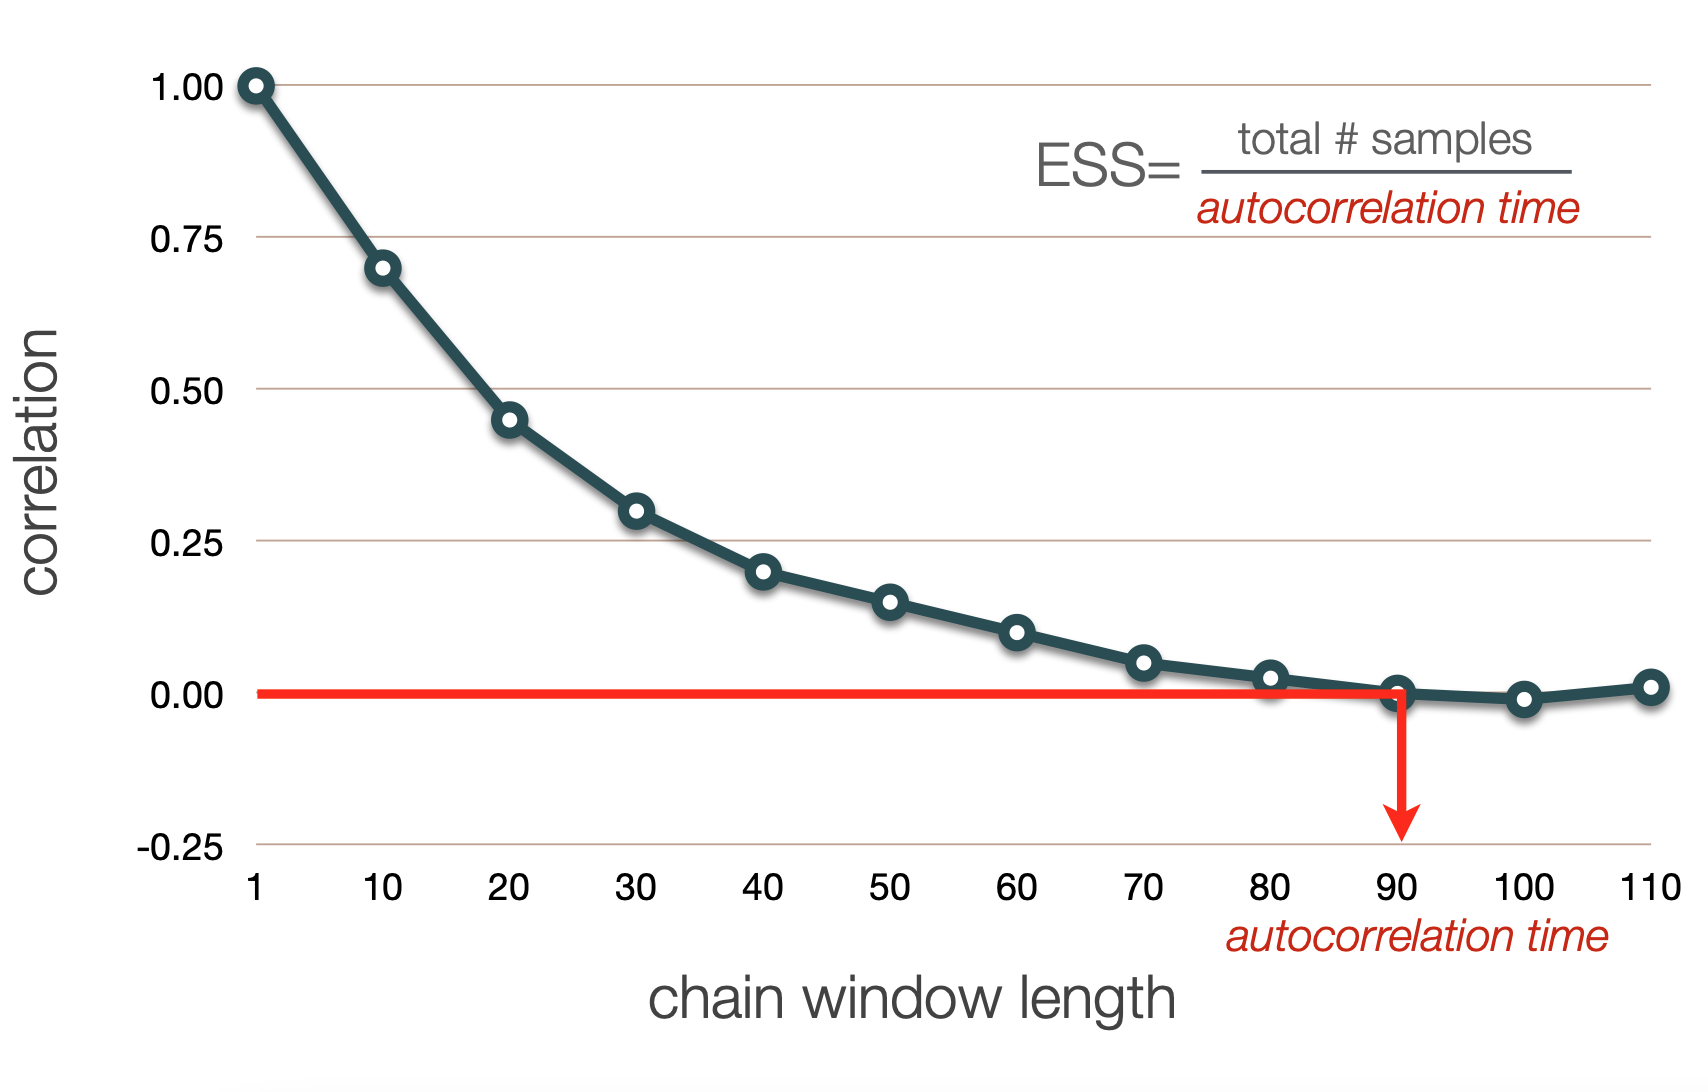 1.00
ESS= total # samples
autocorrelation time
0.75
0.50
0.25
0.00
-0.25
correlation
1 10 20 30 40 50 60 70 80 90 100 110
autocorrelation time
chain window length